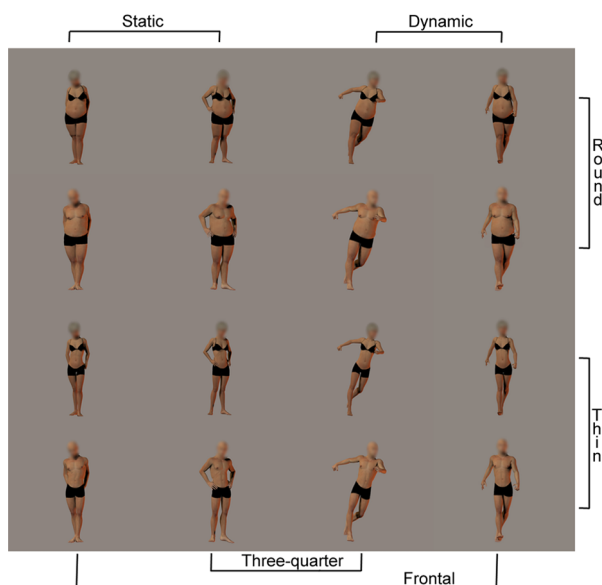 Static
Dynamic
Round
Thin
Three-quarter
Frontal